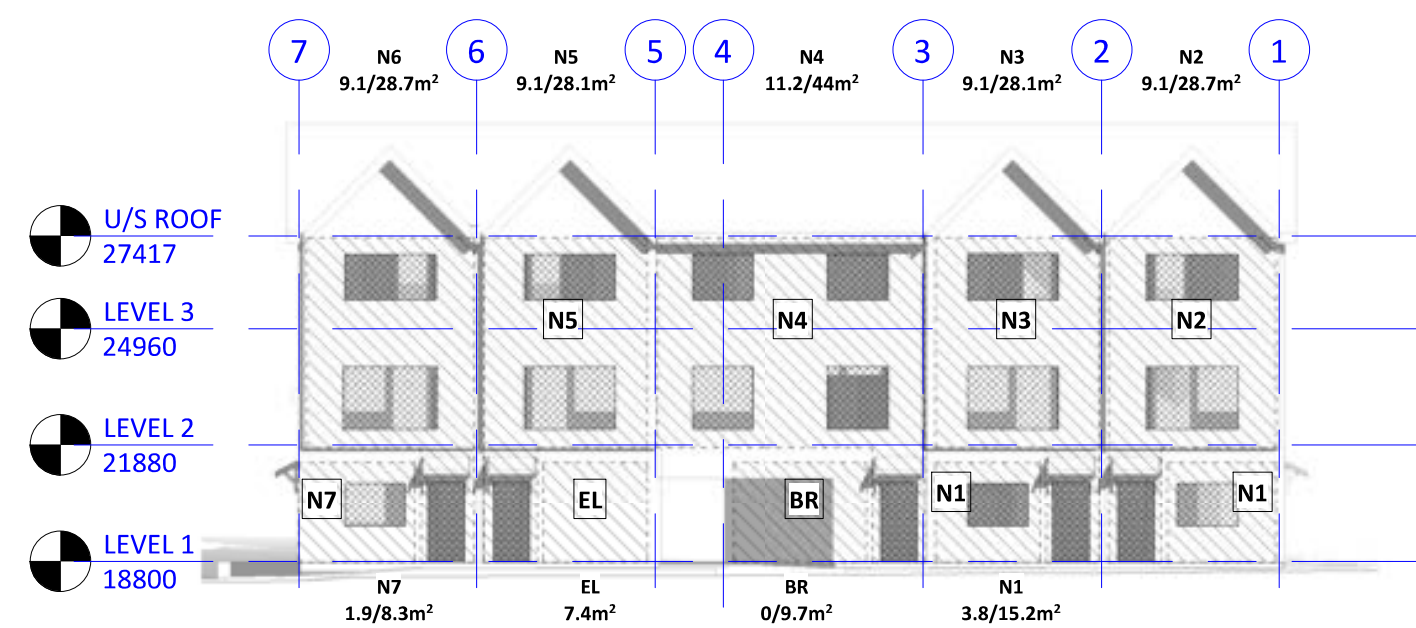 7
6
5
4
3
2
1
N6
9.1/28.7m²
N5
9.1/28.1m²
N4
11.2/44m²
N3
9.1/28.1m²
N2
9.1/28.7m²
U/S ROOF
27417
LEVEL 3
24960
N5
N4
N3
N2
LEVEL 2
21880
N7
EL
BR
N1
N1
LEVEL 1
18800
N7
1.9/8.3m²
EL
7.4m²
BR
0/9.7m²
N1
3.8/15.2m²